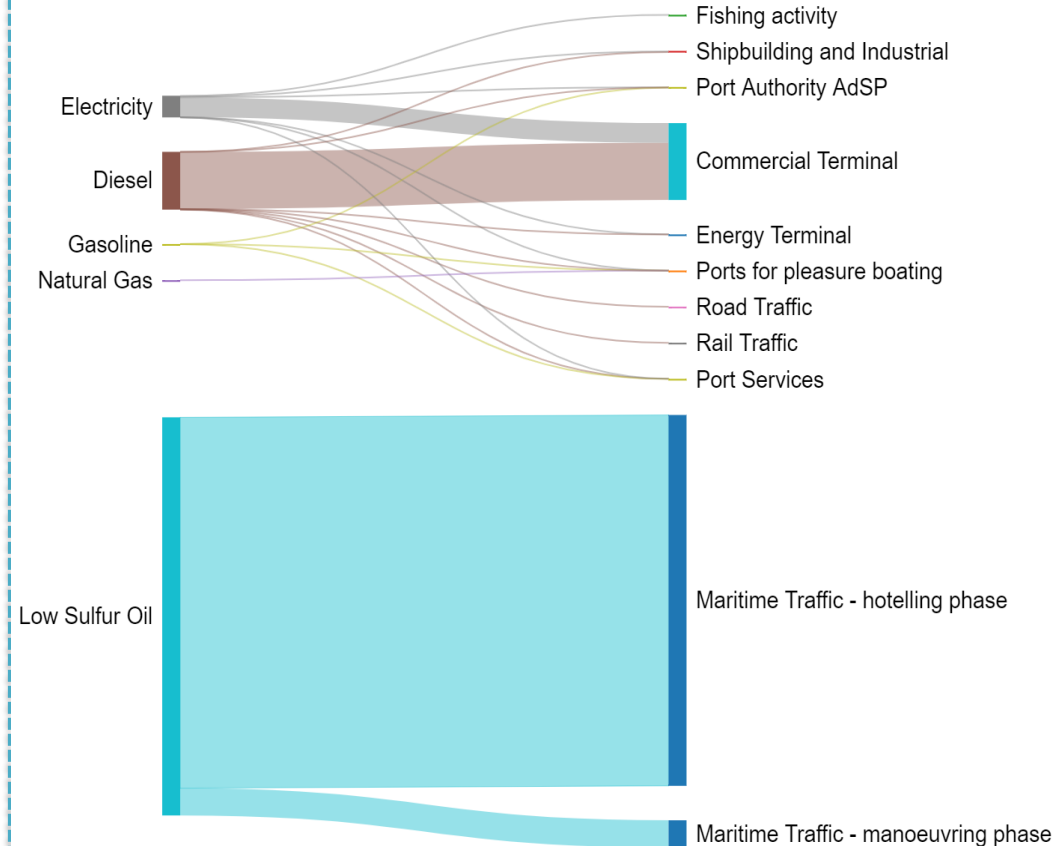 Electricity
Diesel
Gasoline
Natural Gas
Low Sulfur Oil
Fishing activity
Shipbuilding and Industrial
Port Authority AdSP
Commercial Terminal
Energy Terminal
Ports for pleasure boating
Road Traffic
Rail Traffic
Port Services
Maritime Traffic - hotelling phase
Maritime Traffic - manoeuvring phase